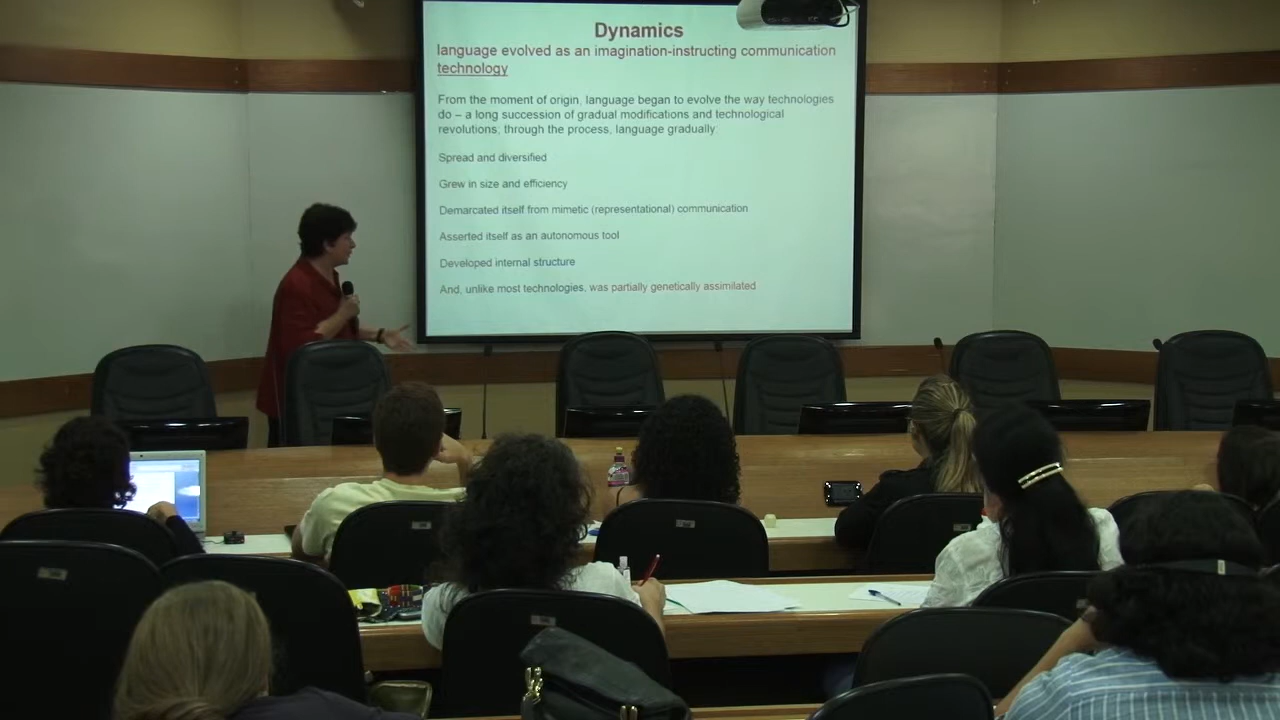 Dynamics
language evolved as an imagination-instructing communication
technology
From the moment of origin, language began to evolve the way technologies
do – a long succession of gradual modifications and technological
revolutions; through the process, language gradually:
Spread and diversified
Grew in size and efficiency
Demarcated itself from mimetic (representational) communication
Asserted itself as an autonomous tool
Developed internal structure
And, unlike most technologies, was partially genetically assimilated